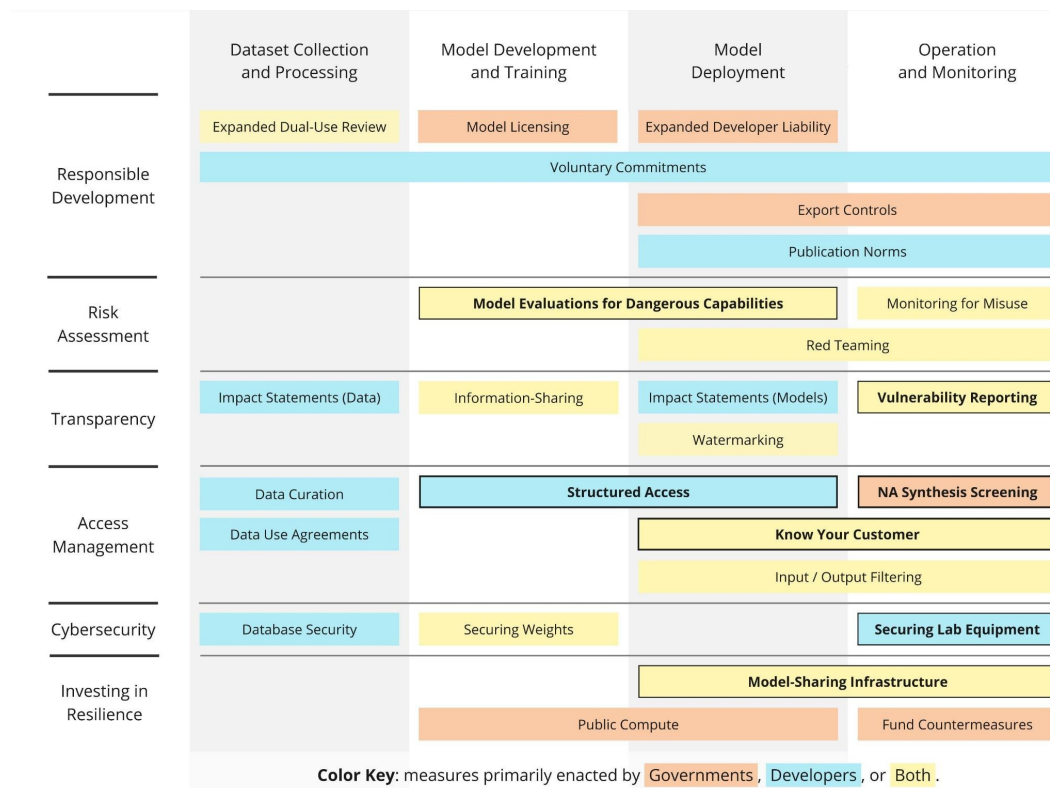 Dataset Collection
and Processing
Model Development
and Training
Model
Deployment
Operation
and Monitoring
Responsible
Development
Expanded Dual-Use Review
Model Licensing
Expanded Developer Liability
Voluntary Commitments
Export Controls
Publication Norms
Risk
Assessment
Model Evaluations for Dangerous Capabilities
Monitoring for Misuse
Red Teaming
Transparency
Impact Statements (Data)
Information-Sharing
Impact Statements (Models)
Vulnerability Reporting
Watermarking
Access
Management
Data Curation
Structured Access
NA Synthesis Screening
Data Use Agreements
Know Your Customer
Input / Output Filtering
Cybersecurity
Database Security
Securing Weights
Securing Lab Equipment
Investing in
Resilience
Model-Sharing Infrastructure
Public Compute
Fund Countermeasures
Color Key: measures primarily enacted by Governments, Developers, or Both.